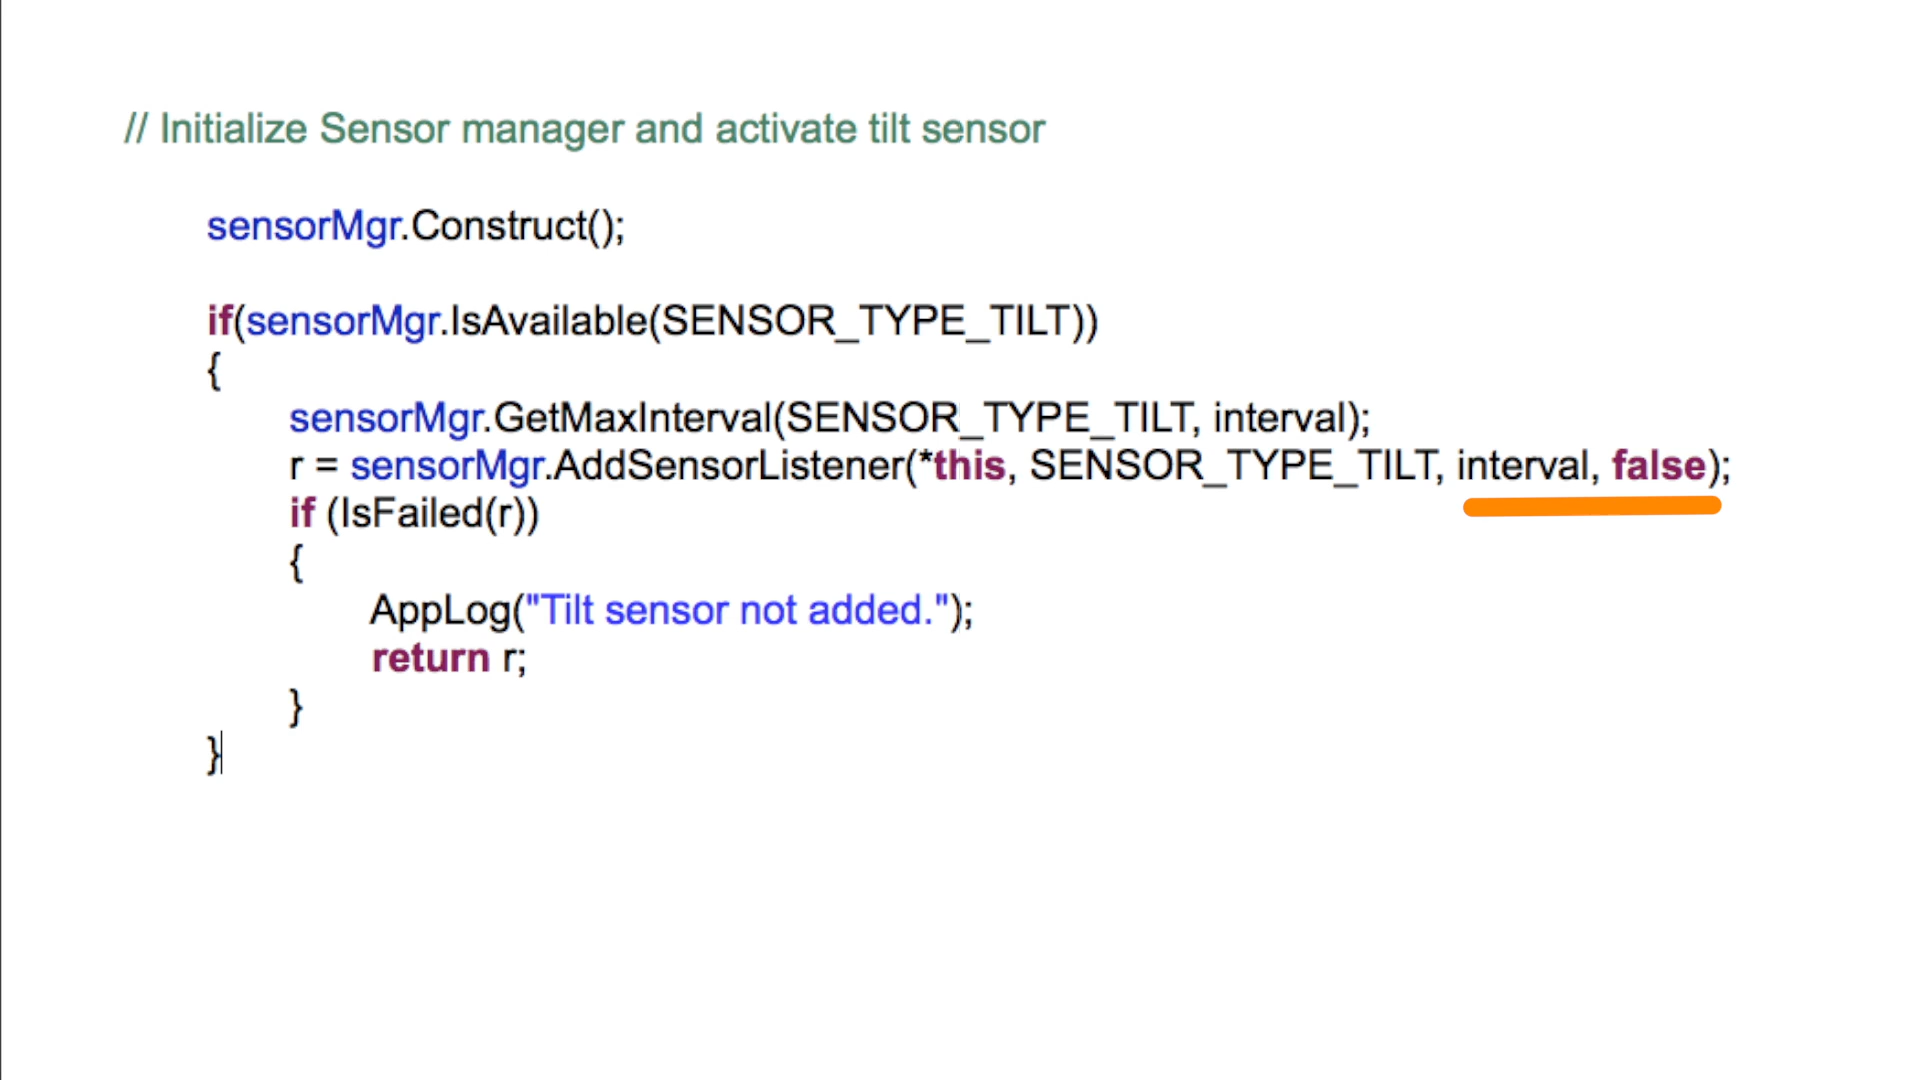 // Initialize Sensor manager and activate tilt sensor
sensorMgr.Construct();
if(sensorMgr.IsAvailable(SENSOR_TYPE_TILT))
{
sensorMgr.GetMaxInterval(SENSOR_TYPE_TILT, interval);
r = sensorMgr.AddSensorListener(*this, SENSOR_TYPE_TILT, interval, false);
if (IsFailed(r))
{
AppLog("Tilt sensor not added.");
return r;
}
}